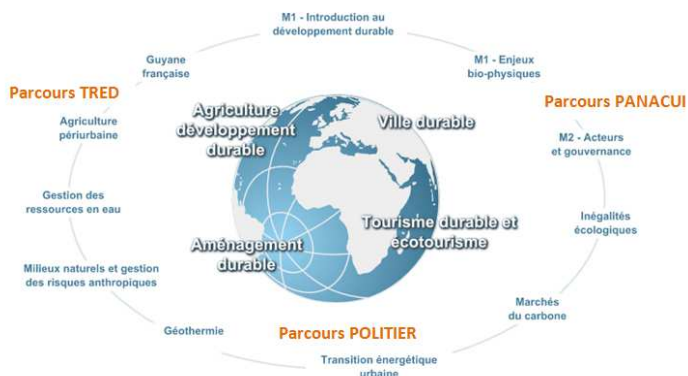 M1 - Introduction au
développement durable
Guyane
française
M1 - Enjeux
bio-physiques
Parcours TRED
Parcours PANACUI
Agriculture
périurbaine
Agriculture
développement
durable
Ville durable
M2 - Acteurs
et gouvernance
Gestion des
ressources en eau
Inégalités
écologiques
Aménagement
durable
Tourisme durable et
ecotourisme
Milieux naturels et gestion
des risques anthropiques
Marchés
du carbone
Géothermie
Parcours POLITIER
Transition énergétique
urbaine